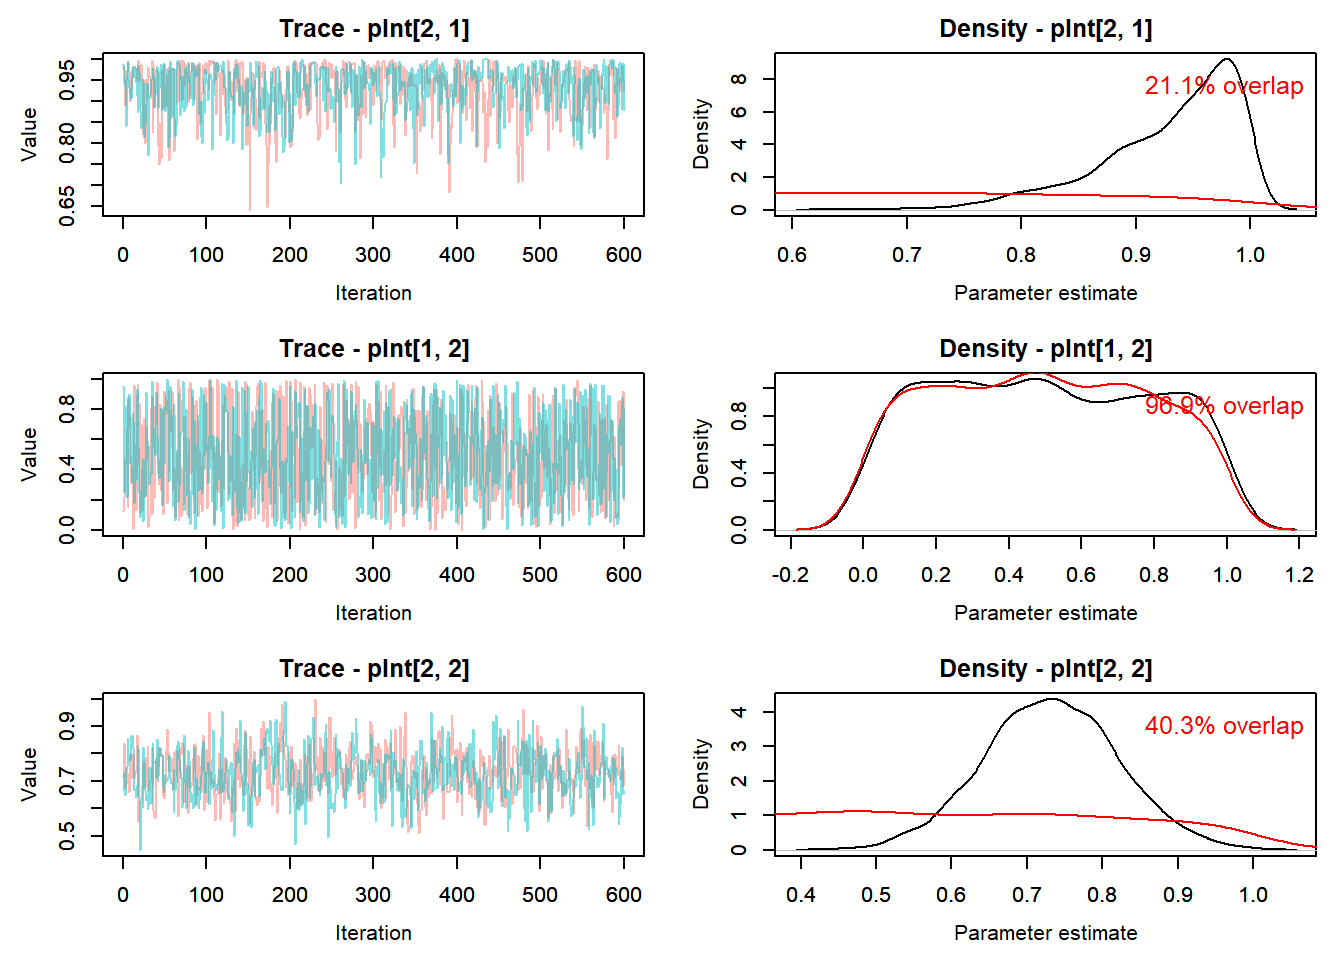 Trace - pInt[2, 1]
Value
0.65 0.80 0.95
0 100 200 300 400 500 600
Iteration
Density - pInt[2, 1]
Density
0 2 4 6 8
21.1% overlap
0.6 0.7 0.8 0.9 1.0
Parameter estimate
Trace - pInt[1, 2]
Value
0.0 0.4 0.8
0 100 200 300 400 500 600
Iteration
Density - pInt[1, 2]
Density
0.0 0.4 0.8
overlap
-0.2 0.0 0.2 0.4 0.6 0.8 1.0 1.2
Parameter estimate
Trace - pInt[2, 2]
Value
0.5 0.7 0.9
0 100 200 300 400 500 600
Iteration
Density - pInt[2, 2]
Density
0 1 2 3 4
40.3% overlap
0.4 0.5 0.6 0.7 0.8 0.9 1.0
Parameter estimate